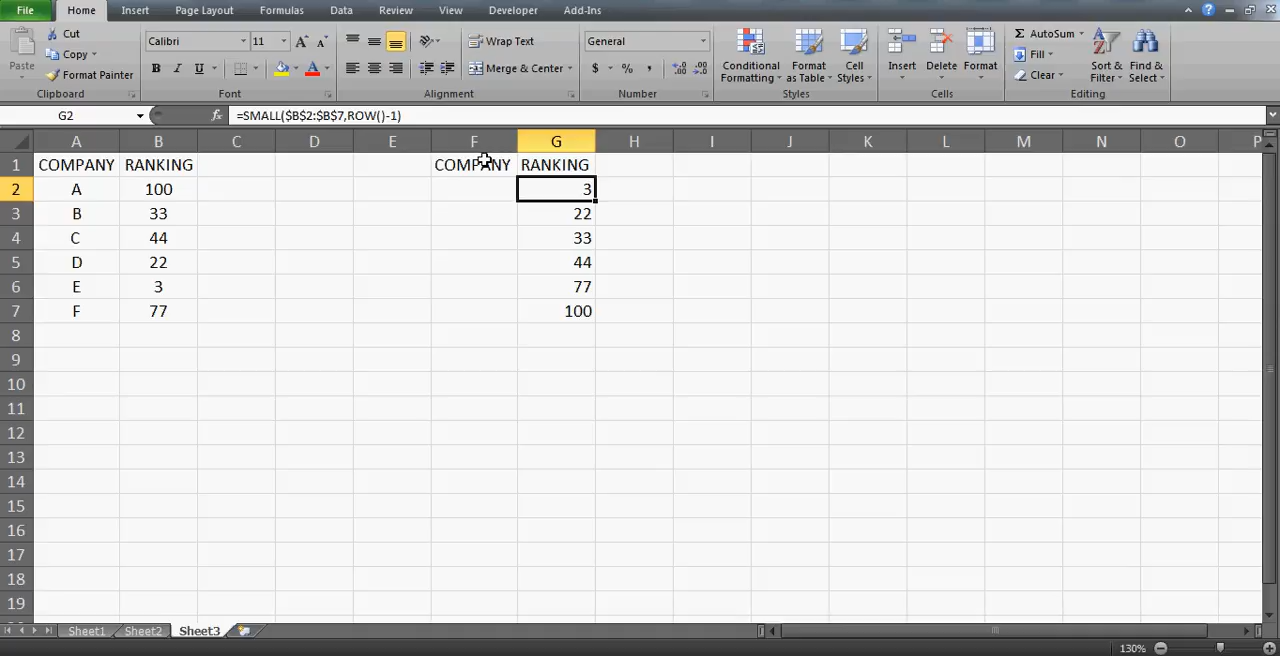 File Home Insert Page Layout Formulas Data Review View Developer Add-Ins
Paste
Cut
Copy
Format Painter
Clipboard
Calibri 11
B I U
Font
Wrap Text
Merge & Center
Alignment
General
$ % ,
Number
Conditional Formatting
Format as Table
Cell Styles
Styles
Insert Delete Format
Cells
Σ AutoSum
Fill
Clear
Sort & Filter
Find & Select
Editing
G2 fx =SMALL($B$2:$B$7,ROW()-1)
A B C D E F G H I J K L M N O P
1 COMPANY RANKING COMPANY RANKING
2 A 100 3
3 B 33 22
4 C 44 33
5 D 22 44
6 E 3 77
7 F 77 100
8
9
10
11
12
13
14
15
16
17
18
19
Sheet1 Sheet2 Sheet3
130%